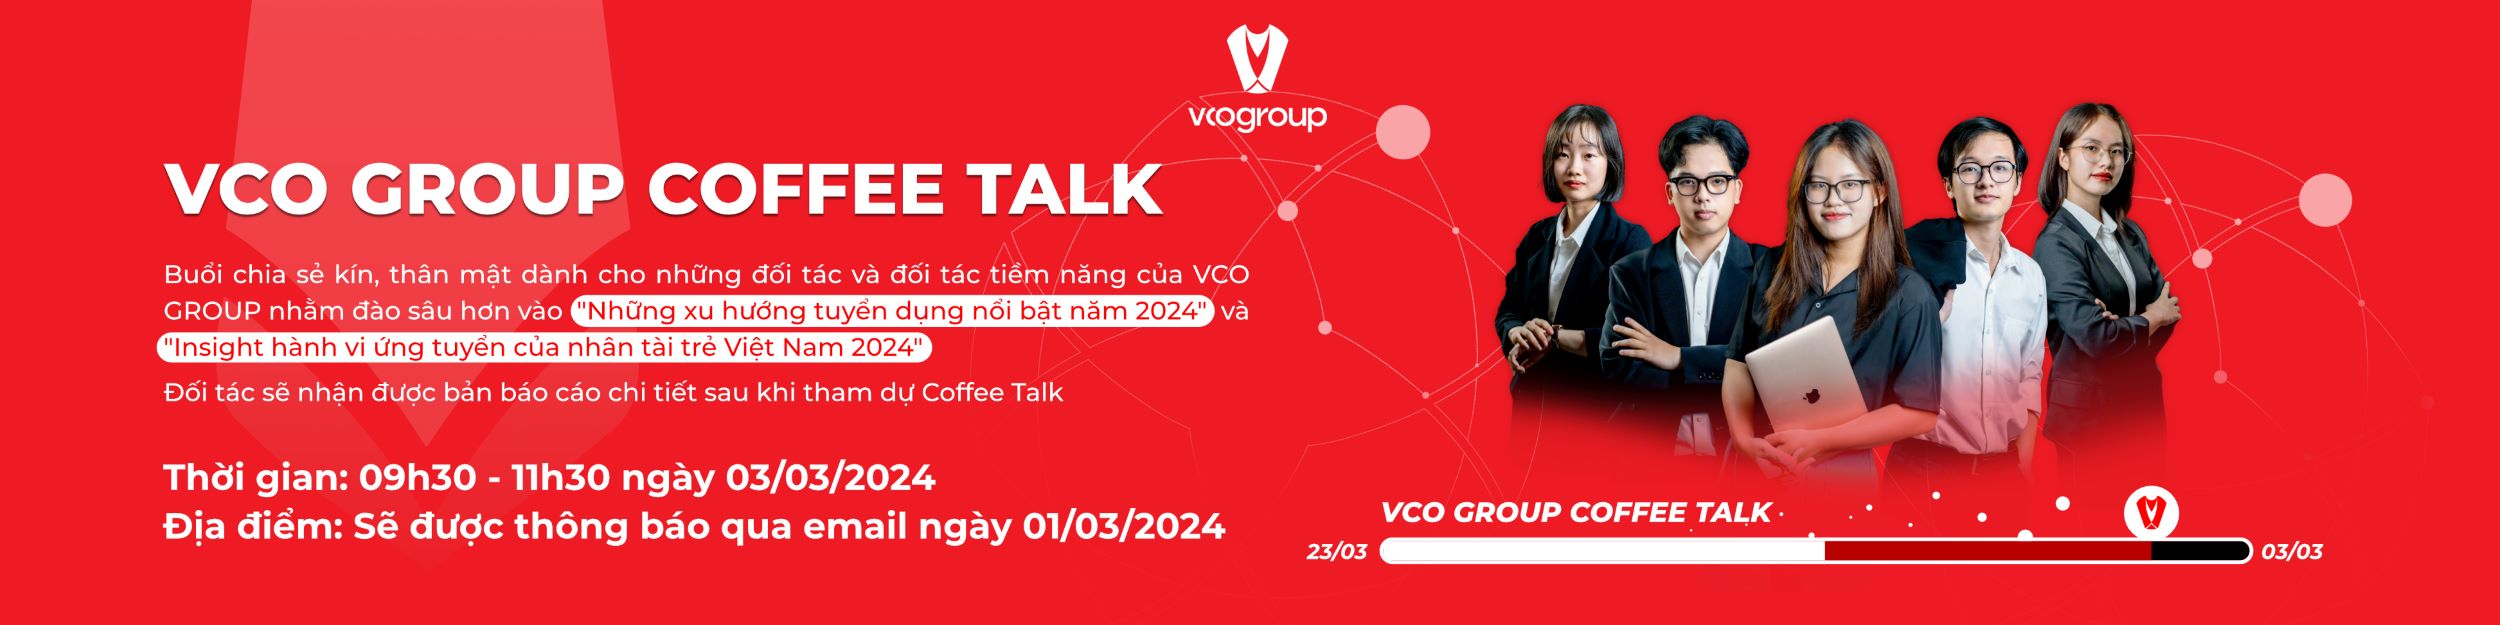 vcogroup
VCO GROUP COFFEE TALK
Buổi chia sẻ kín, thân mật dành cho những đối tác và đối tác tiềm năng của VCO
GROUP nhằm đào sâu hơn vào "Những xu hướng tuyển dụng nổi bật năm 2024" và
"Insight hành vi ứng tuyển của nhân tài trẻ Việt Nam 2024"
Đối tác sẽ nhận được bản báo cáo chi tiết sau khi tham dự Coffee Talk
Thời gian: 09h30 - 11h30 ngày 03/03/2024
Địa điểm: Sẽ được thông báo qua email ngày 01/03/2024
VCO GROUP COFFEE TALK
23/03
03/03